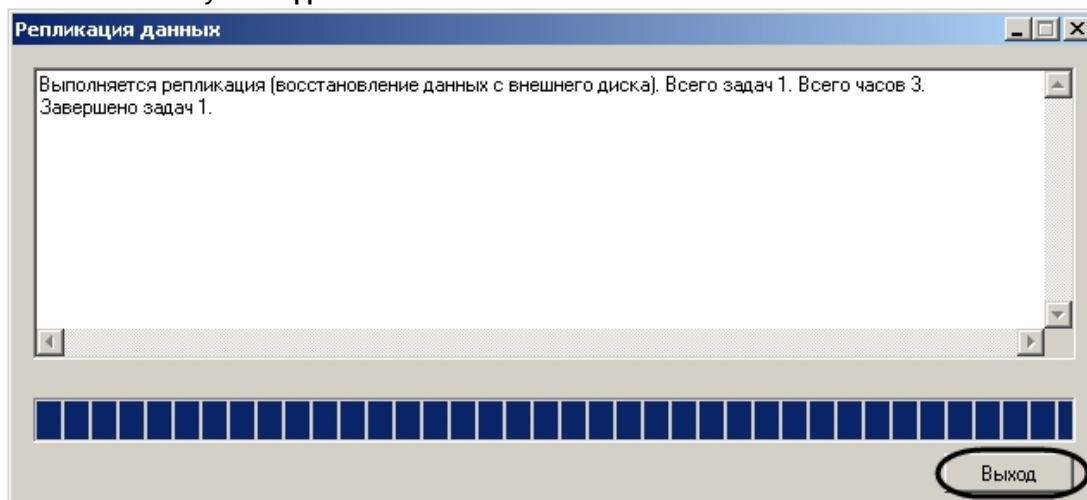 Репликация данных
Выполняется репликация (восстановление данных с внешнего диска). Всего задач 1. Всего часов 3.
Завершено задач 1.
Выход